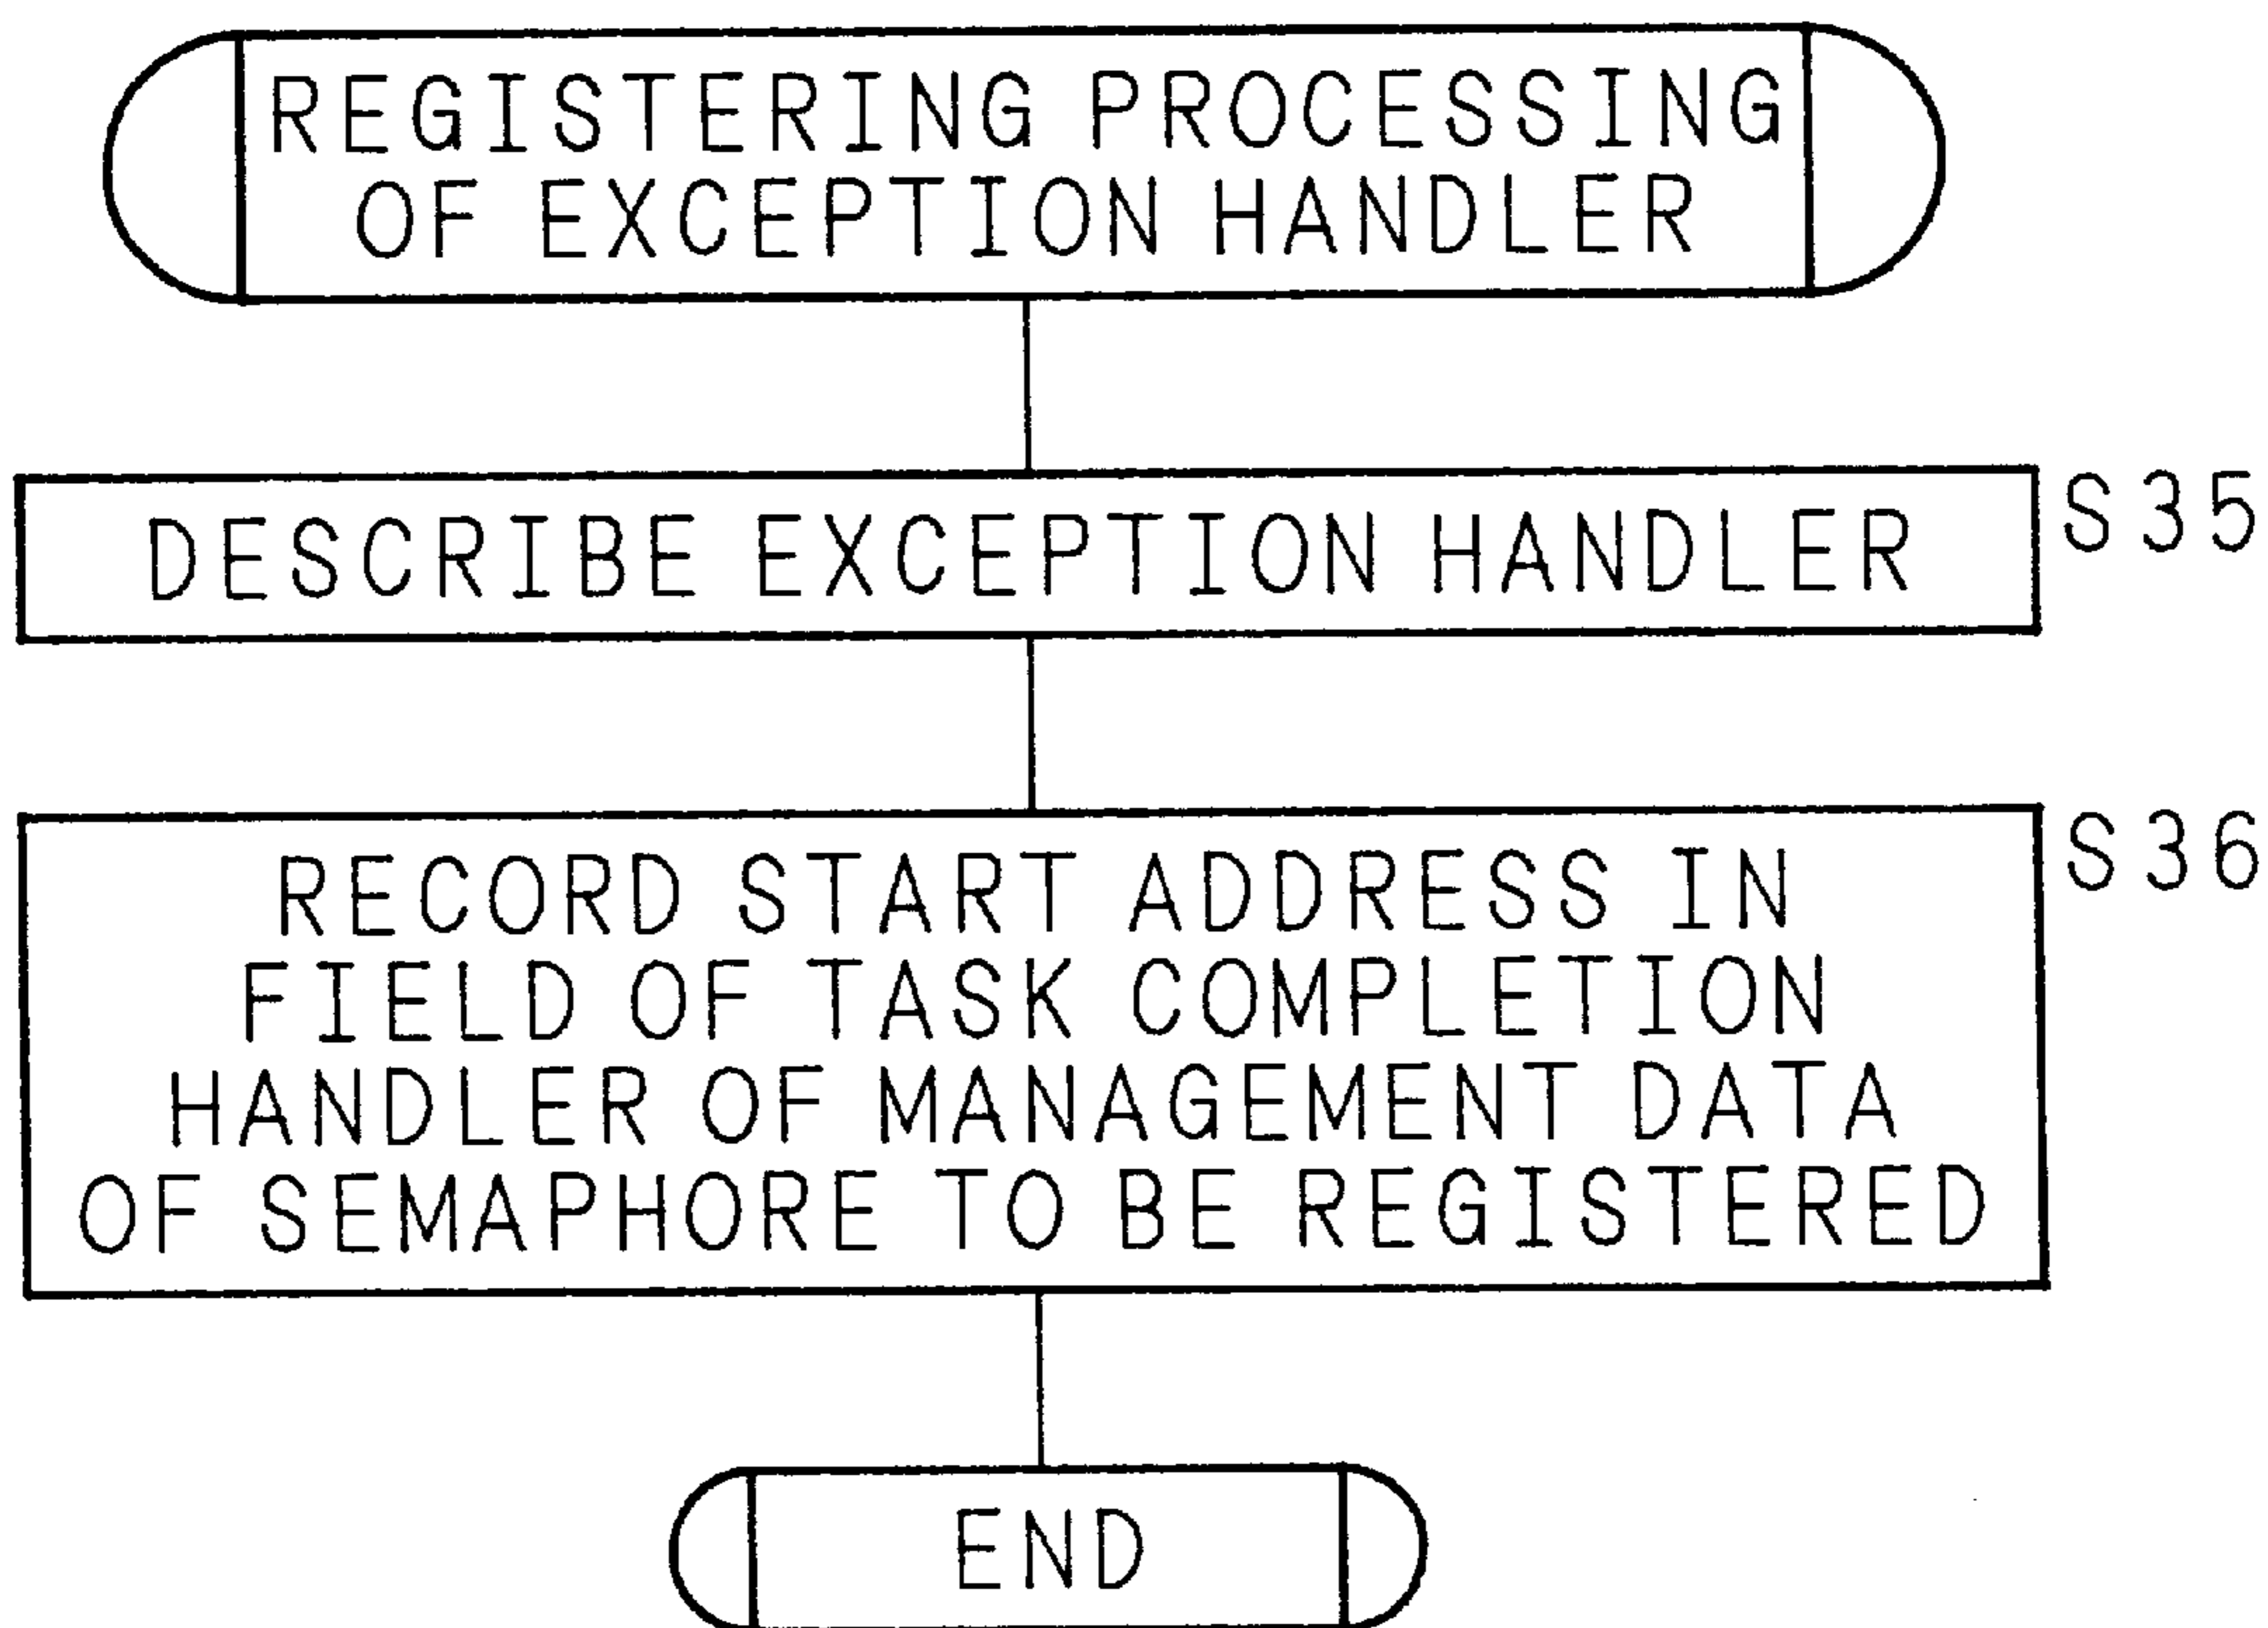 REGISTERING PROCESSING
OF EXCEPTION HANDLER
DESCRIBE EXCEPTION HANDLER
S35
RECORD START ADDRESS IN
FIELD OF TASK COMPLETION
HANDLER OF MANAGEMENT DATA
OF SEMAPHORE TO BE REGISTERED
S36
END